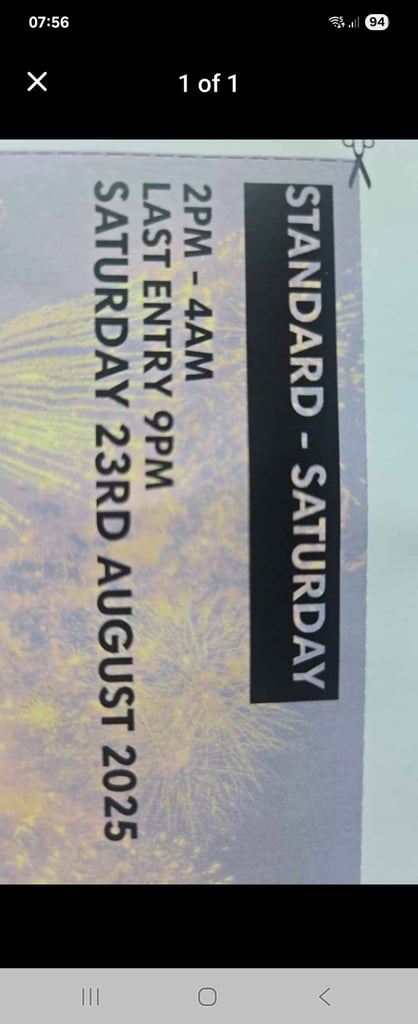 07:56
94
1 of 1
STANDARD - SATURDAY
2PM - 4AM
LAST ENTRY 9PM
SATURDAY 23RD AUGUST 2025